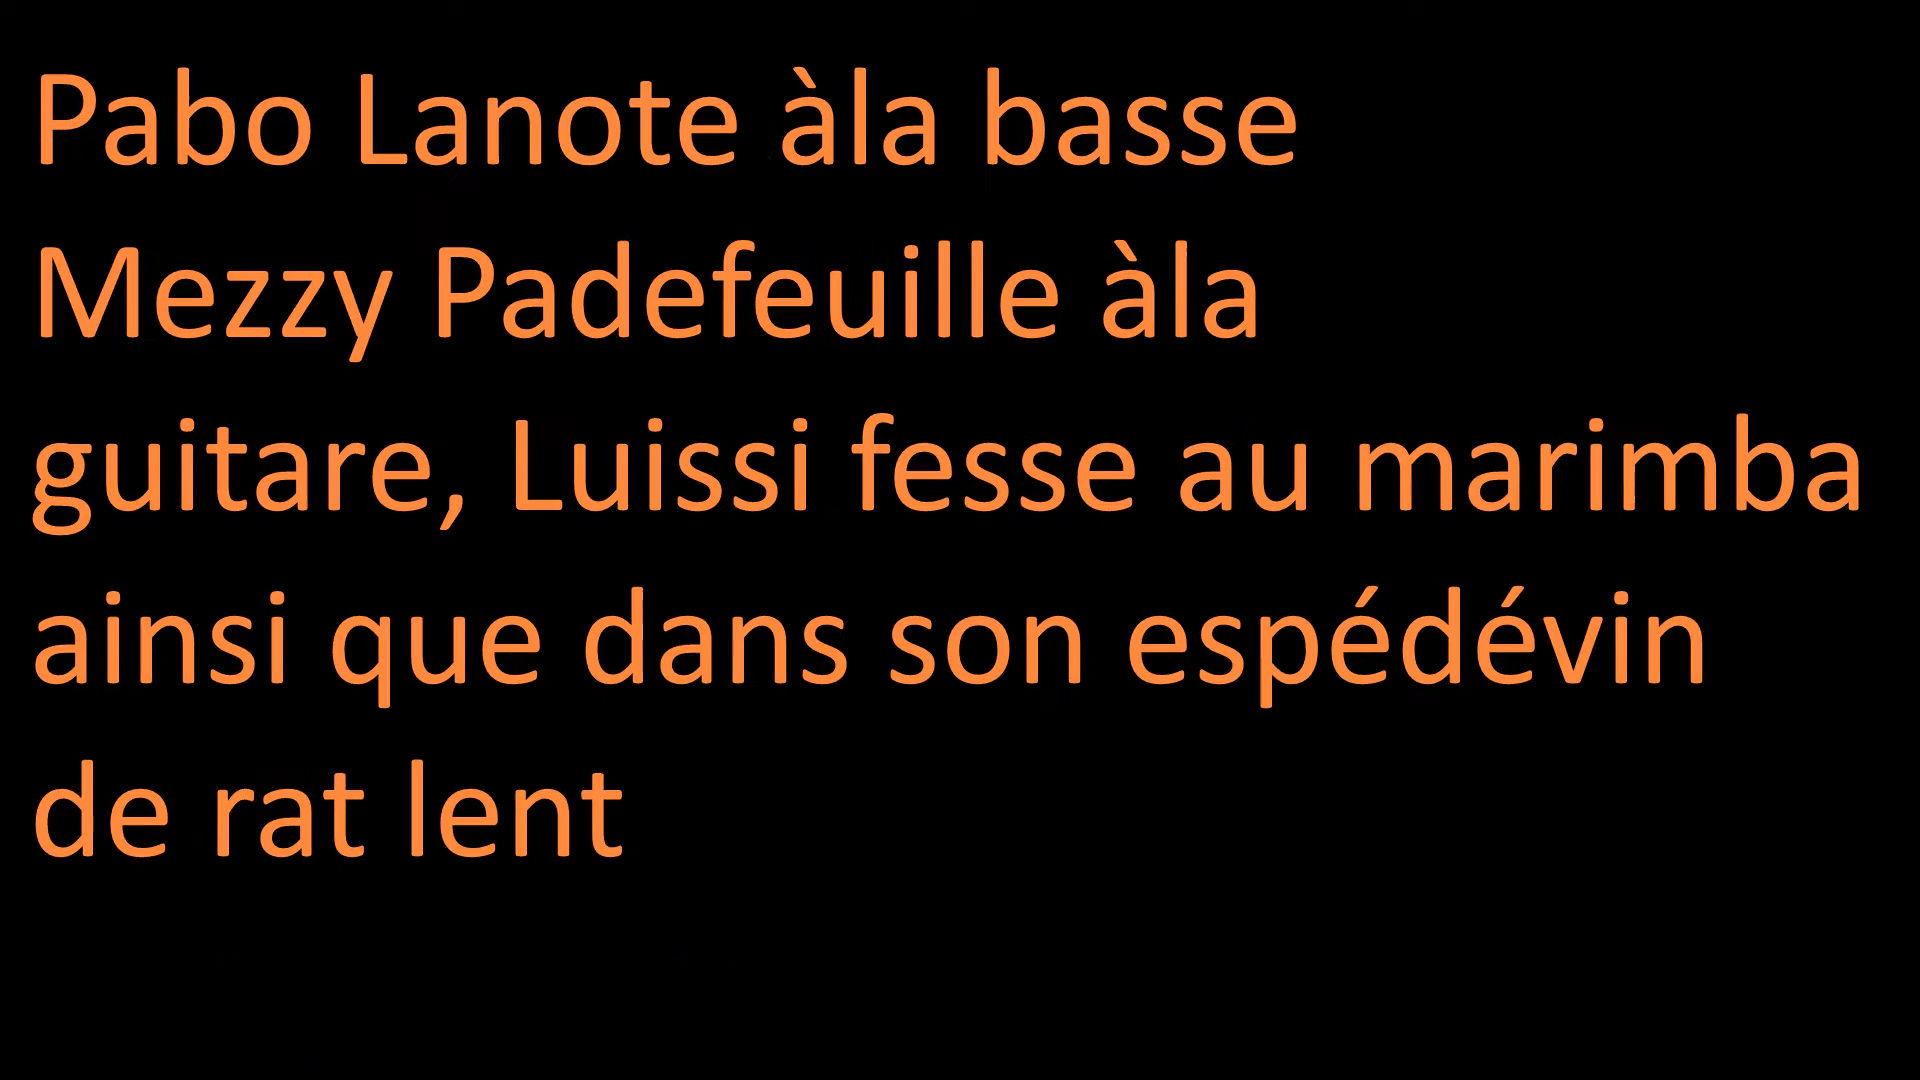 Pabo Lanote àla basse
Mezzy Padefeuille àla
guitare, Luissi fesse au marimba
ainsi que dans son espédévin
de rat lent